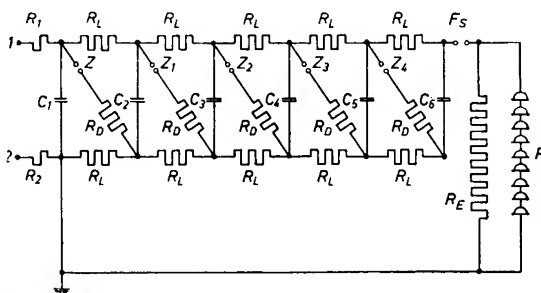 R1 RL RL RL RL RL FS
1
Z Z1 Z2 Z3 Z4
C1 C2 C3 C4 C5 C6
RD RD RD RD RD
RE
2
R2 RL RL RL RL RL